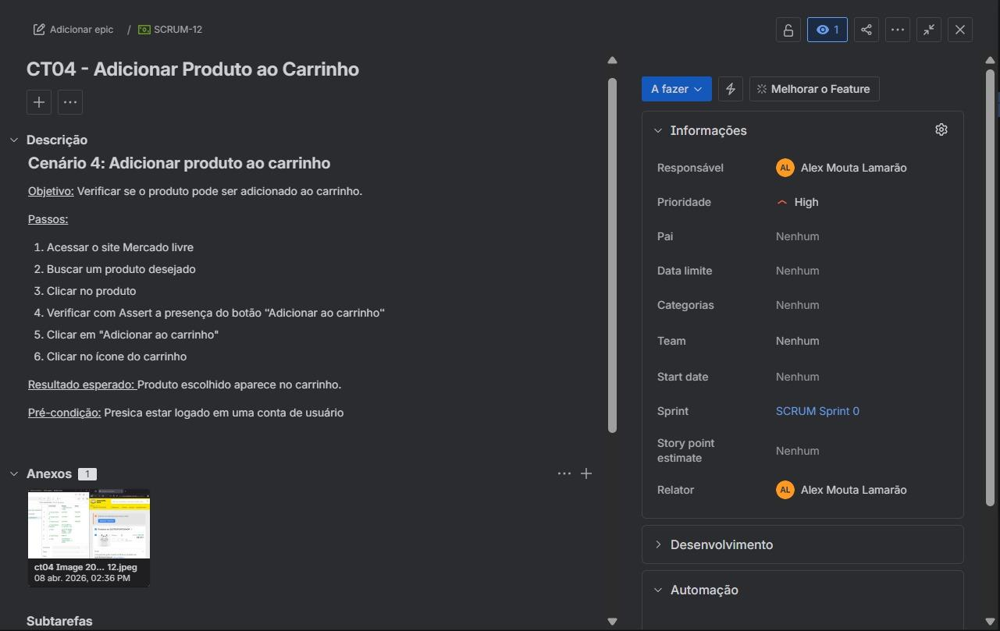 Adicionar epic / SCRUM-12
1
CT04 - Adicionar Produto ao Carrinho
Descrição
Cenário 4: Adicionar produto ao carrinho
Objetivo: Verificar se o produto pode ser adicionado ao carrinho.
Passos:
1. Acessar o site Mercado livre
2. Buscar um produto desejado
3. Clicar no produto
4. Verificar com Assert a presença do botão “Adicionar ao carrinho“
5. Clicar em "Adicionar ao carrinho"
6. Clicar no ícone do carrinho
Resultado esperado: Produto escolhido aparece no carrinho.
Pré-condição: Presica estar logado em uma conta de usuário
Anexos 1
ct04 Image 20... 12.jpeg
08 abr. 2026, 02:36 PM
Subtarefas
A fazer
Melhorar o Feature
Informações
Responsável AL Alex Mouta Lamarão
Prioridade High
Pai Nenhum
Data limite Nenhum
Categorias Nenhum
Team Nenhum
Start date Nenhum
Sprint SCRUM Sprint 0
Story point
estimate Nenhum
Relator AL Alex Mouta Lamarão
Desenvolvimento
Automação